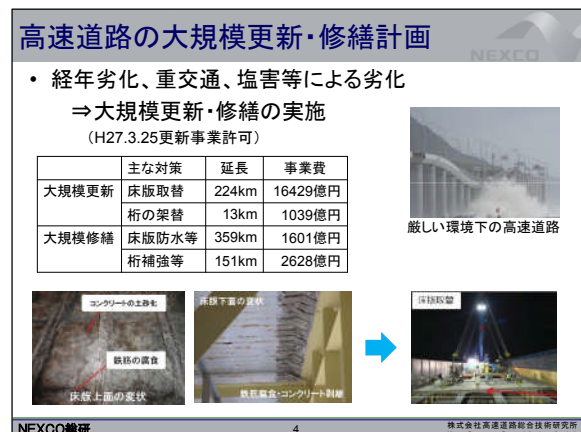 高速道路の大規模更新・修繕計画
NEXCO
• 経年劣化、重交通、塩害等による劣化
⇒大規模更新・修繕の実施
（H27.3.25更新事業許可）
主な対策 延長 事業費
大規模更新 床版取替 224km 16429億円
桁の架替 13km 1039億円
大規模修繕 床版防水等 359km 1601億円
桁補強等 151km 2628億円
厳しい環境下の高速道路
コンクリートの土砂化
鉄筋の腐食
床版上面の変状
床版下面の変状
鉄筋腐食・コンクリート剥離
床版取替
NEXCO総研
4
株式会社高速道路総合技術研究所